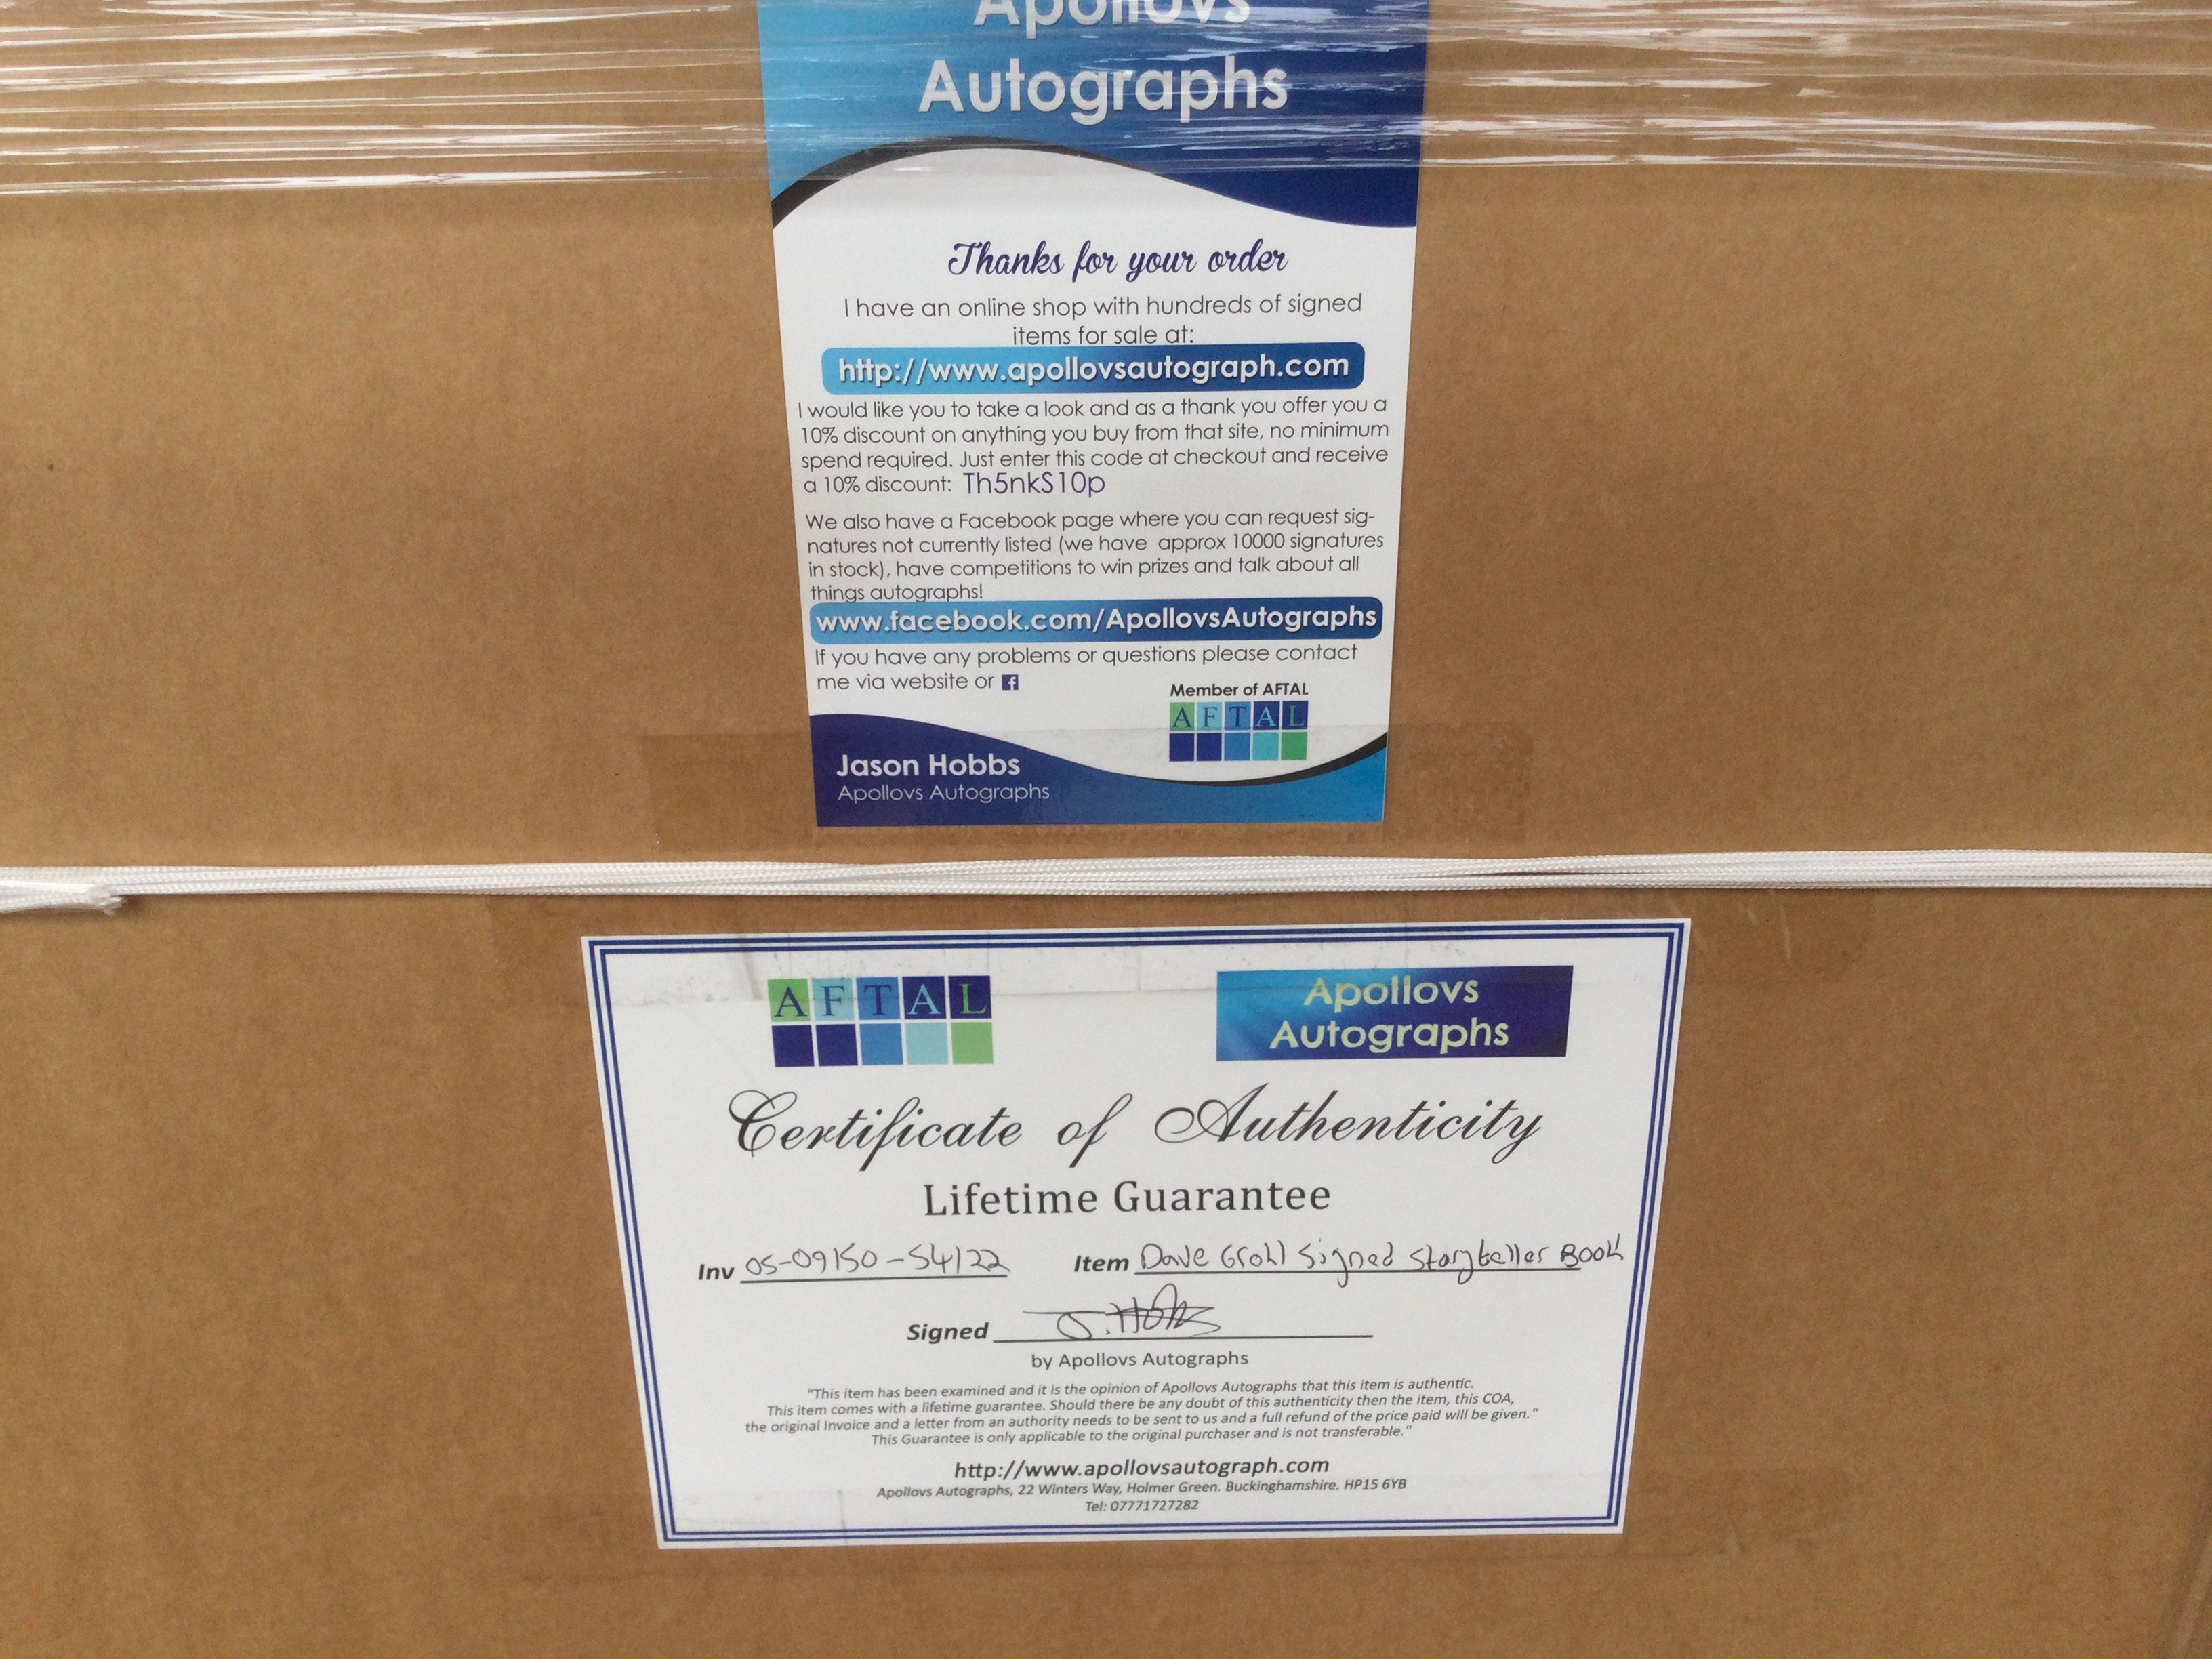 Apollovs
Autographs
Thanks for your order
I have an online shop with hundreds of signed
items for sale at:
http://www.apollovsautograph.com
I would like you to take a look and as a thank you offer you a
10% discount on anything you buy from that site, no minimum
spend required. Just enter this code at checkout and receive
a 10% discount: Th5nkS10p
We also have a Facebook page where you can request sig-
natures not currently listed (we have approx 10000 signatures
in stock), have competitions to win prizes and talk about all
things autographs!
www.facebook.com/ApollovsAutographs
If you have any problems or questions please contact
me via website or f
Member of AFTAL
AFTAL
Jason Hobbs
Apollovs Autographs
AFTAL
Apollovs
Autographs
Certificate of Authenticity
Lifetime Guarantee
Inv 05-09150-54122 Item Dave Grohl Signed Storyteller BOOK
Signed J. Hobbs
by Apollovs Autographs
"This item has been examined and it is the opinion of Apollovs Autographs that this item is authentic.
This item comes with a lifetime guarantee. Should there be any doubt of this authenticity then the item, this COA,
the original Invoice and a letter from an authority needs to be sent to us and a full refund of the price paid will be given."
This Guarantee is only applicable to the original purchaser and is not transferable."
http://www.apollovsautograph.com
Apollovs Autographs, 22 Winters Way, Holmer Green. Buckinghamshire. HP15 6YB
Tel: 07771727282